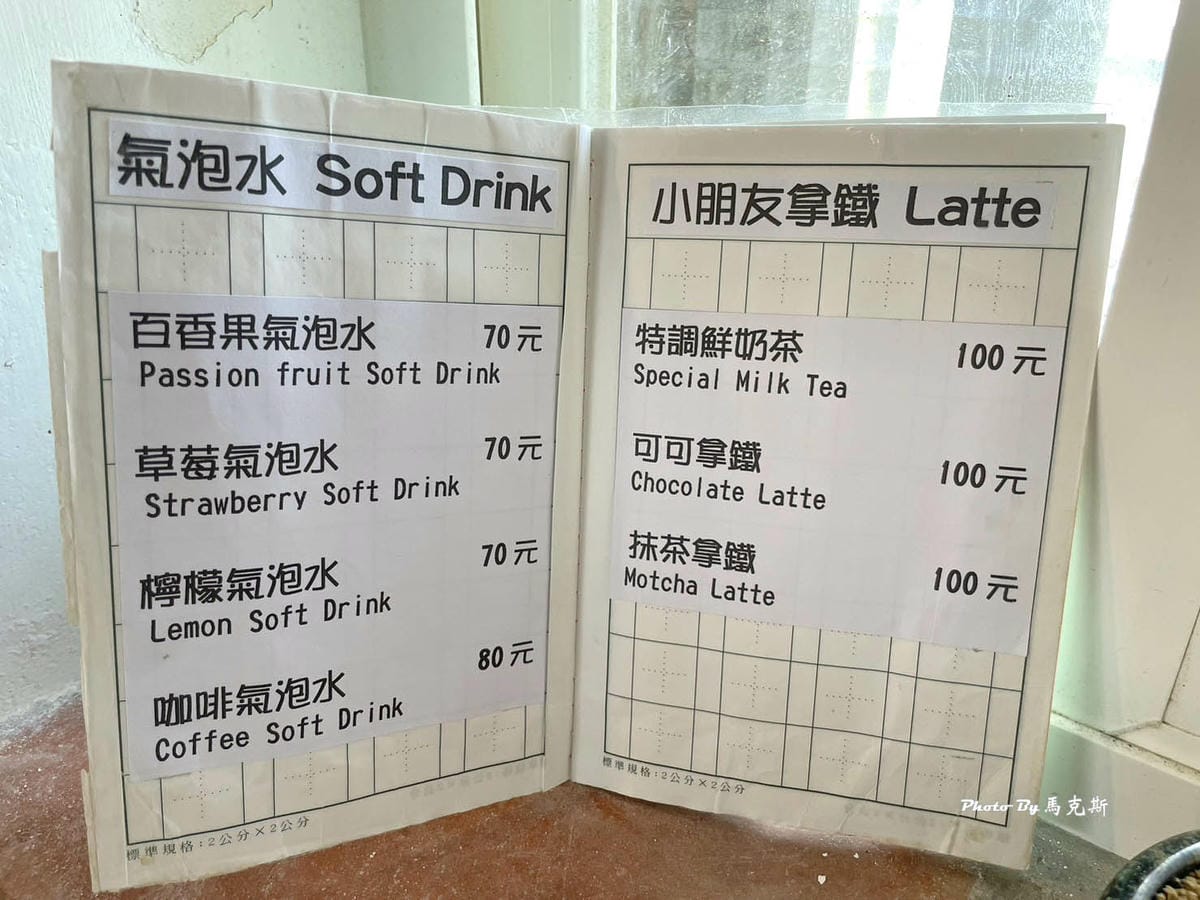 氣泡水 Soft Drink
百香果氣泡水 70元
Passion fruit Soft Drink
草莓氣泡水 70元
Strawberry Soft Drink
檸檬氣泡水 70元
Lemon Soft Drink
咖啡氣泡水 80元
Coffee Soft Drink
標準規格：2公分×2公分
小朋友拿鐵 Latte
特調鮮奶茶 100元
Special Milk Tea
可可拿鐵 100元
Chocolate Latte
抹茶拿鐵 100元
Motcha Latte
標準規格：2公分×2公分
Photo By 馬克斯